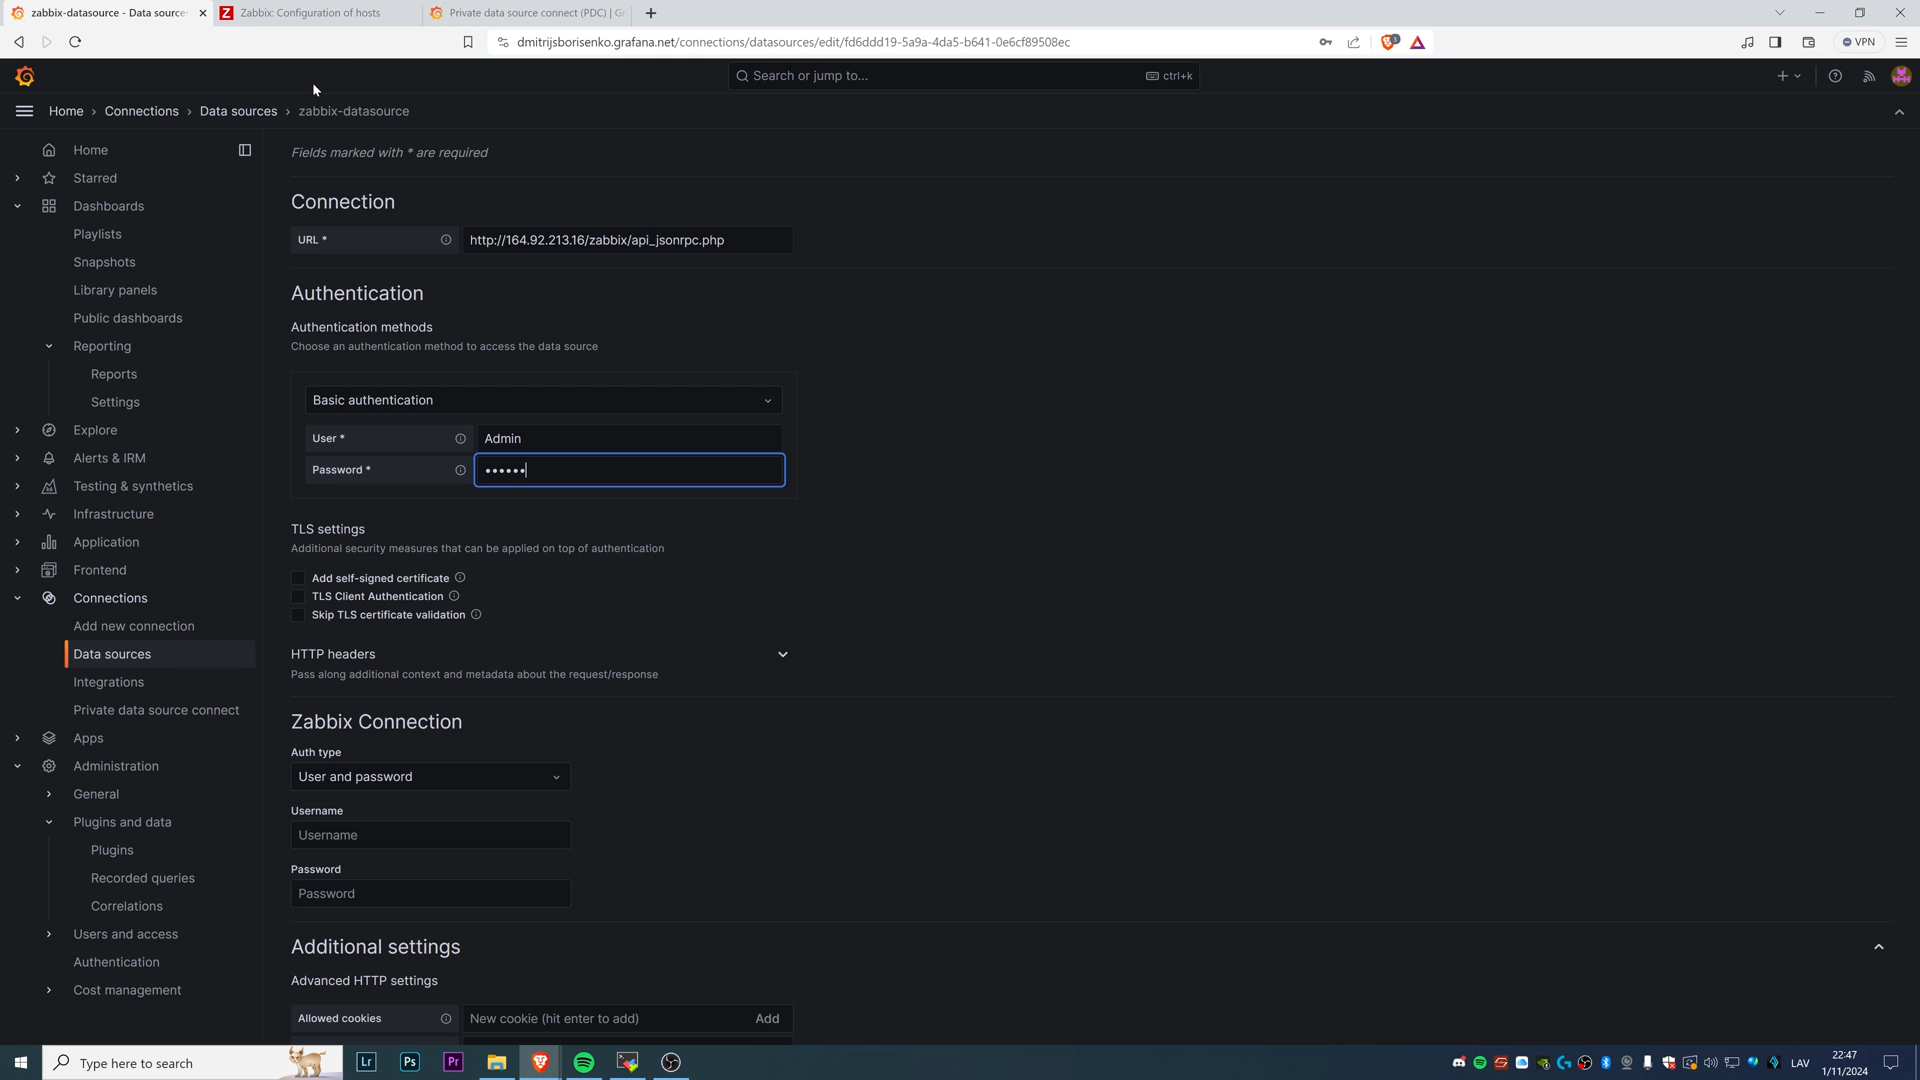 zabbix-datasource - Data source
Zabbix: Configuration of hosts
Private data source connect (PDC) | Gr
dmitrijsborisenko.grafana.net/connections/datasources/edit/fd6ddd19-5a9a-4da5-b641-0e6cf89508ec
VPN
Search or jump to...
ctrl+k
Home › Connections › Data sources › zabbix-datasource
Home
Starred
Dashboards
Playlists
Snapshots
Library panels
Public dashboards
Reporting
Reports
Settings
Explore
Alerts & IRM
Testing & synthetics
Infrastructure
Application
Frontend
Connections
Add new connection
Data sources
Integrations
Private data source connect
Apps
Administration
General
Plugins and data
Plugins
Recorded queries
Correlations
Users and access
Authentication
Cost management
Fields marked with * are required
Connection
URL *
http://164.92.213.16/zabbix/api_jsonrpc.php
Authentication
Authentication methods
Choose an authentication method to access the data source
Basic authentication
User *
Admin
Password *
••••••
TLS settings
Additional security measures that can be applied on top of authentication
Add self-signed certificate
TLS Client Authentication
Skip TLS certificate validation
HTTP headers
Pass along additional context and metadata about the request/response
Zabbix Connection
Auth type
User and password
Username
Username
Password
Password
Additional settings
Advanced HTTP settings
Allowed cookies
New cookie (hit enter to add)
Add
Type here to search
Lr
Ps
Pr
LAV
22:47
1/11/2024